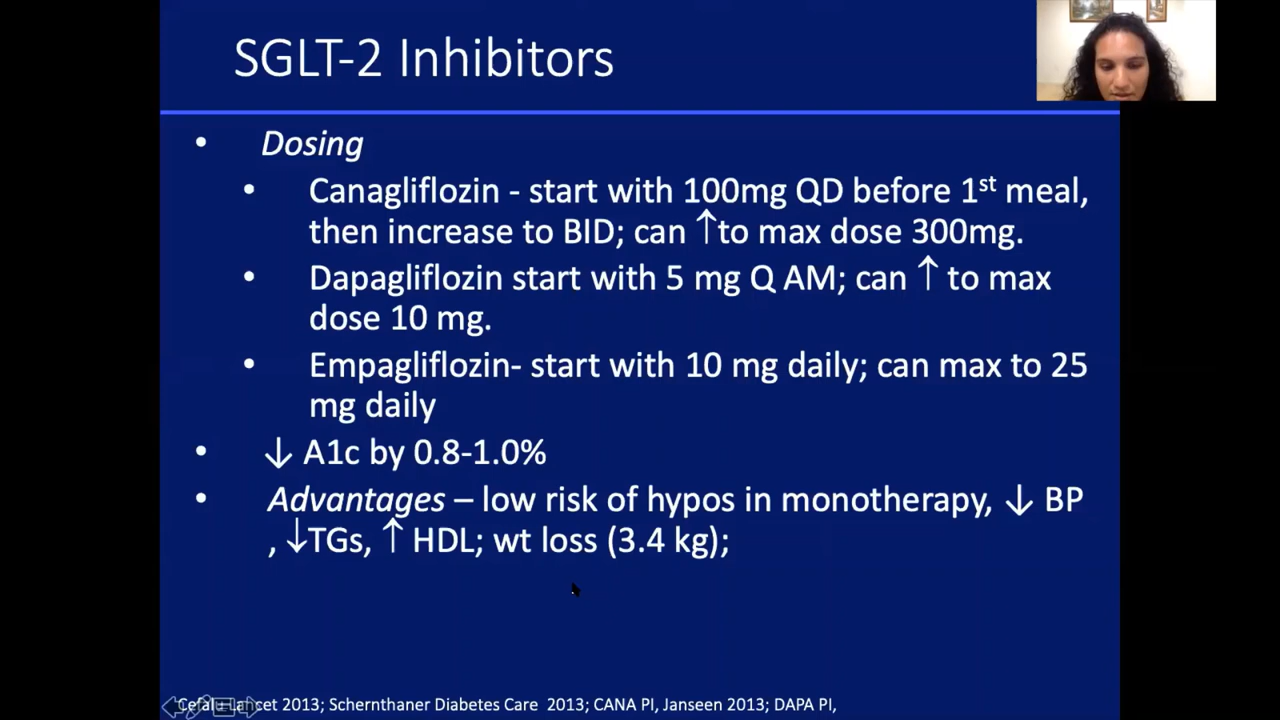 SGLT-2 Inhibitors
• Dosing
• Canagliflozin - start with 100mg QD before 1st meal,
then increase to BID; can ↑to max dose 300mg.
• Dapagliflozin start with 5 mg Q AM; can ↑ to max
dose 10 mg.
• Empagliflozin- start with 10 mg daily; can max to 25
mg daily
• ↓ A1c by 0.8-1.0%
• Advantages – low risk of hypos in monotherapy, ↓ BP
, ↓TGs, ↑ HDL; wt loss (3.4 kg);
Cefalu Lancet 2013; Schernthaner Diabetes Care 2013; CANA PI, Janseen 2013; DAPA PI,